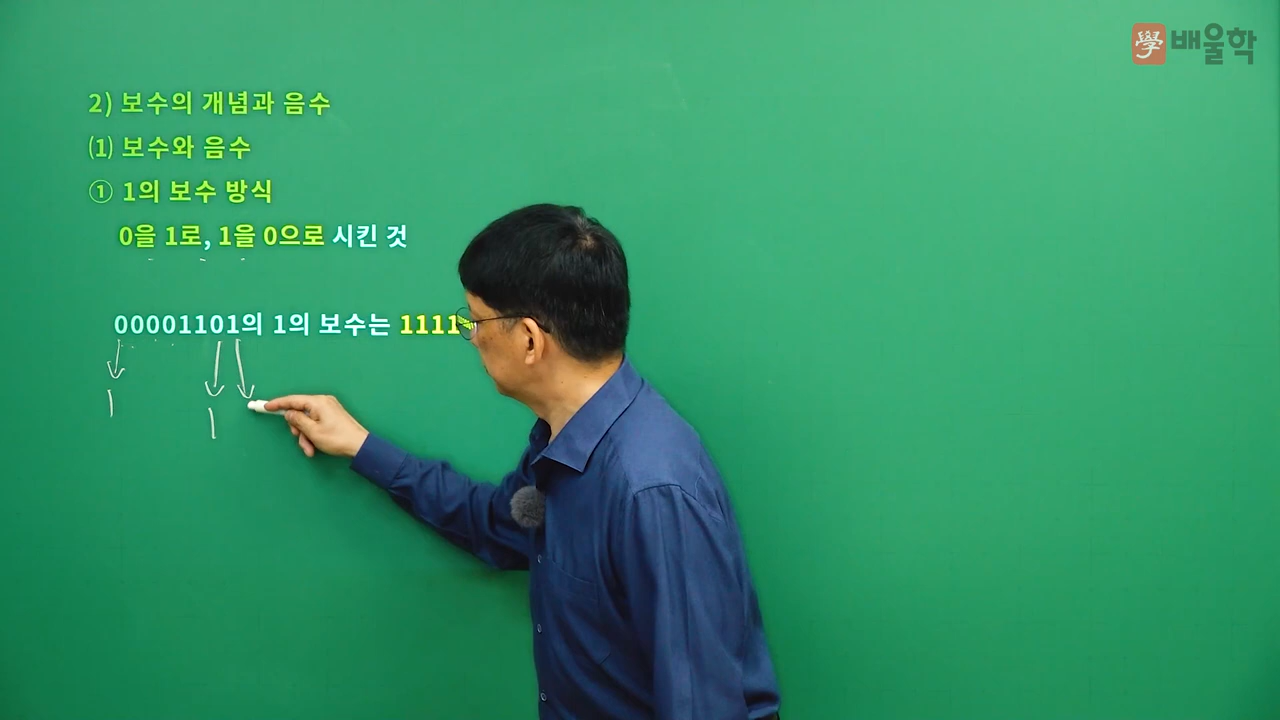 學 배울학
2) 보수의 개념과 음수
⑴ 보수와 음수
① 1의 보수 방식
0을 1로, 1을 0으로 시킨 것
00001101의 1의 보수는 1111
1 1